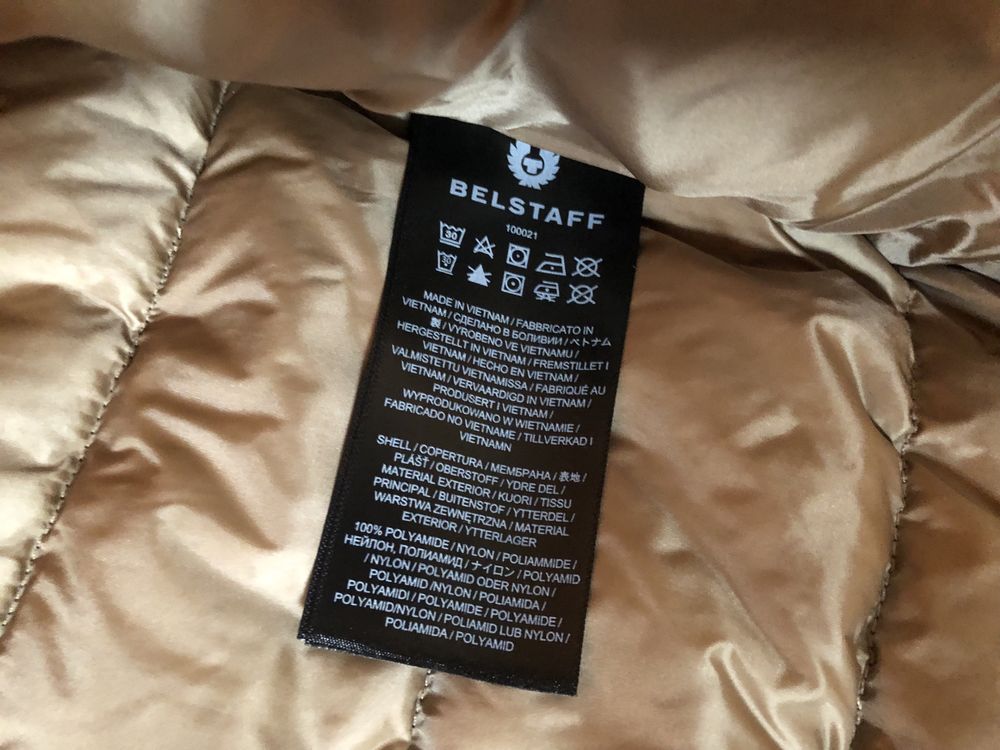 BELSTAFF
100021
30
30
MADE IN VIETNAM / FABBRICATO IN
VIETNAM / СДЕЛАНО В БОЛИВИИ / ベトナム
製 / VYROBENO VE VIETNAMU /
HERGESTELLT IN VIETNAM / FREMSTILLET I
VIETNAM / HECHO EN VIETNAM /
VALMISTETTU VIETNAMISSA / FABRIQUÉ AU
VIETNAM / VERVAARDIGD IN VIETNAM /
PRODUSERT I VIETNAM /
WYPRODUKOWANO W WIETNAMIE /
FABRICADO NO VIETNAME / TILLVERKAD I
VIETNAMN
SHELL / COPERTURA / МЕМБРАНА / 表地 /
PLÁŠŤ / OBERSTOFF / YDRE DEL /
MATERIAL EXTERIOR / KUORI / TISSU
PRINCIPAL / BUITENSTOF / YTTERDEL /
WARSTWA ZEWNĘTRZNA / MATERIAL
EXTERIOR / YTTERLAGER
100% POLYAMIDE / NYLON / POLIAMMIDE /
НЕЙЛОН, ПОЛИАМИД / ナイロン / POLYAMID
/ NYLON / POLYAMID ODER NYLON /
POLYAMID /NYLON / POLIAMIDA /
POLYAMIDI / POLYAMIDE / POLYAMIDE /
POLYAMID/NYLON / POLIAMID LUB NYLON /
POLIAMIDA / POLYAMID